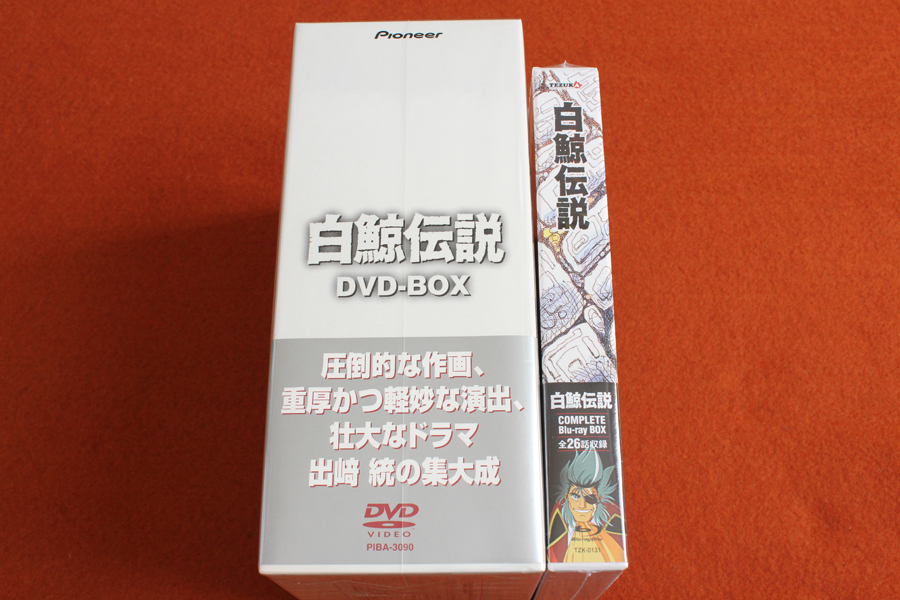 Pioneer
白鯨伝説
DVD-BOX
圧倒的な作画、
重厚かつ軽妙な演出、
壮大なドラマ
出﨑 統の集大成
DVD
VIDEO
PIBA-3090
TEZUKA
白鯨伝説
白鯨伝説
COMPLETE
Blu-ray BOX
全26話収録
TZK-0131